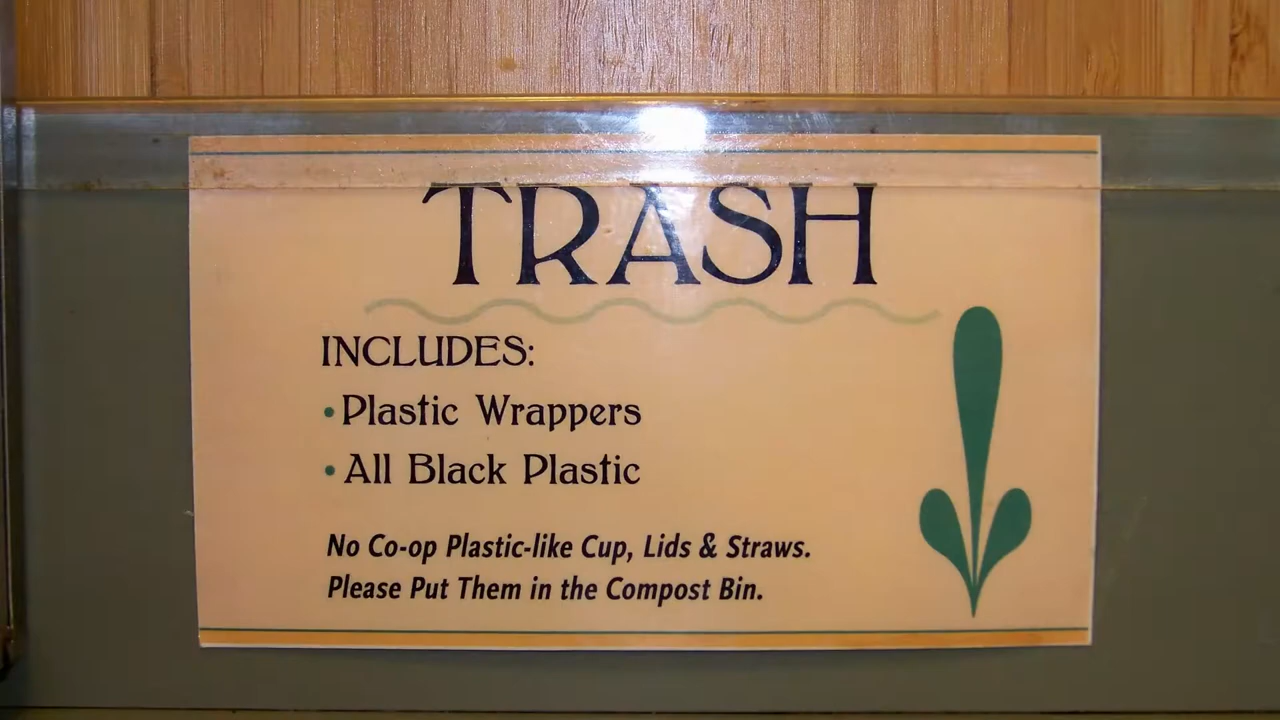 TRASH
INCLUDES:
•Plastic Wrappers
•All Black Plastic
No Co-op Plastic-like Cup, Lids & Straws.
Please Put Them in the Compost Bin.